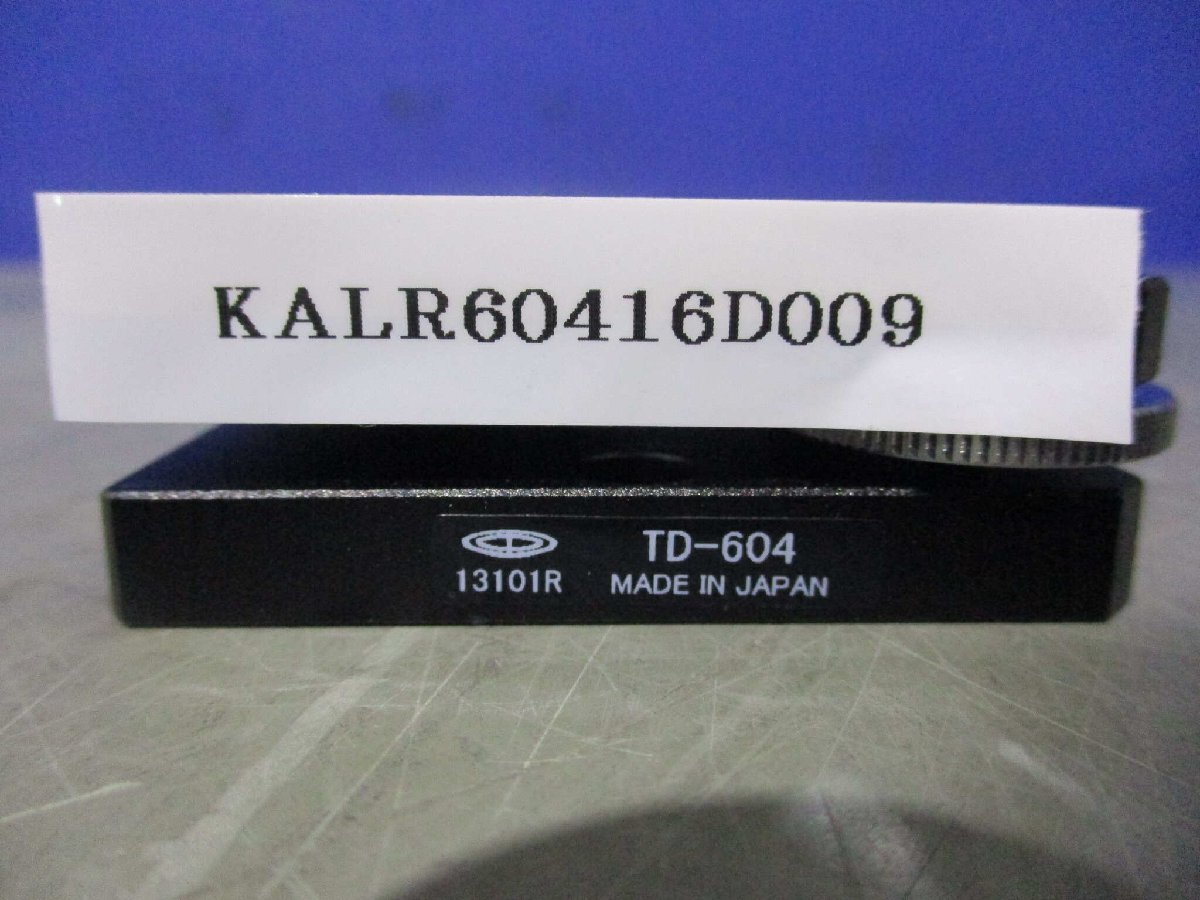 KALR60416D009
TD-604
13101R MADE IN JAPAN